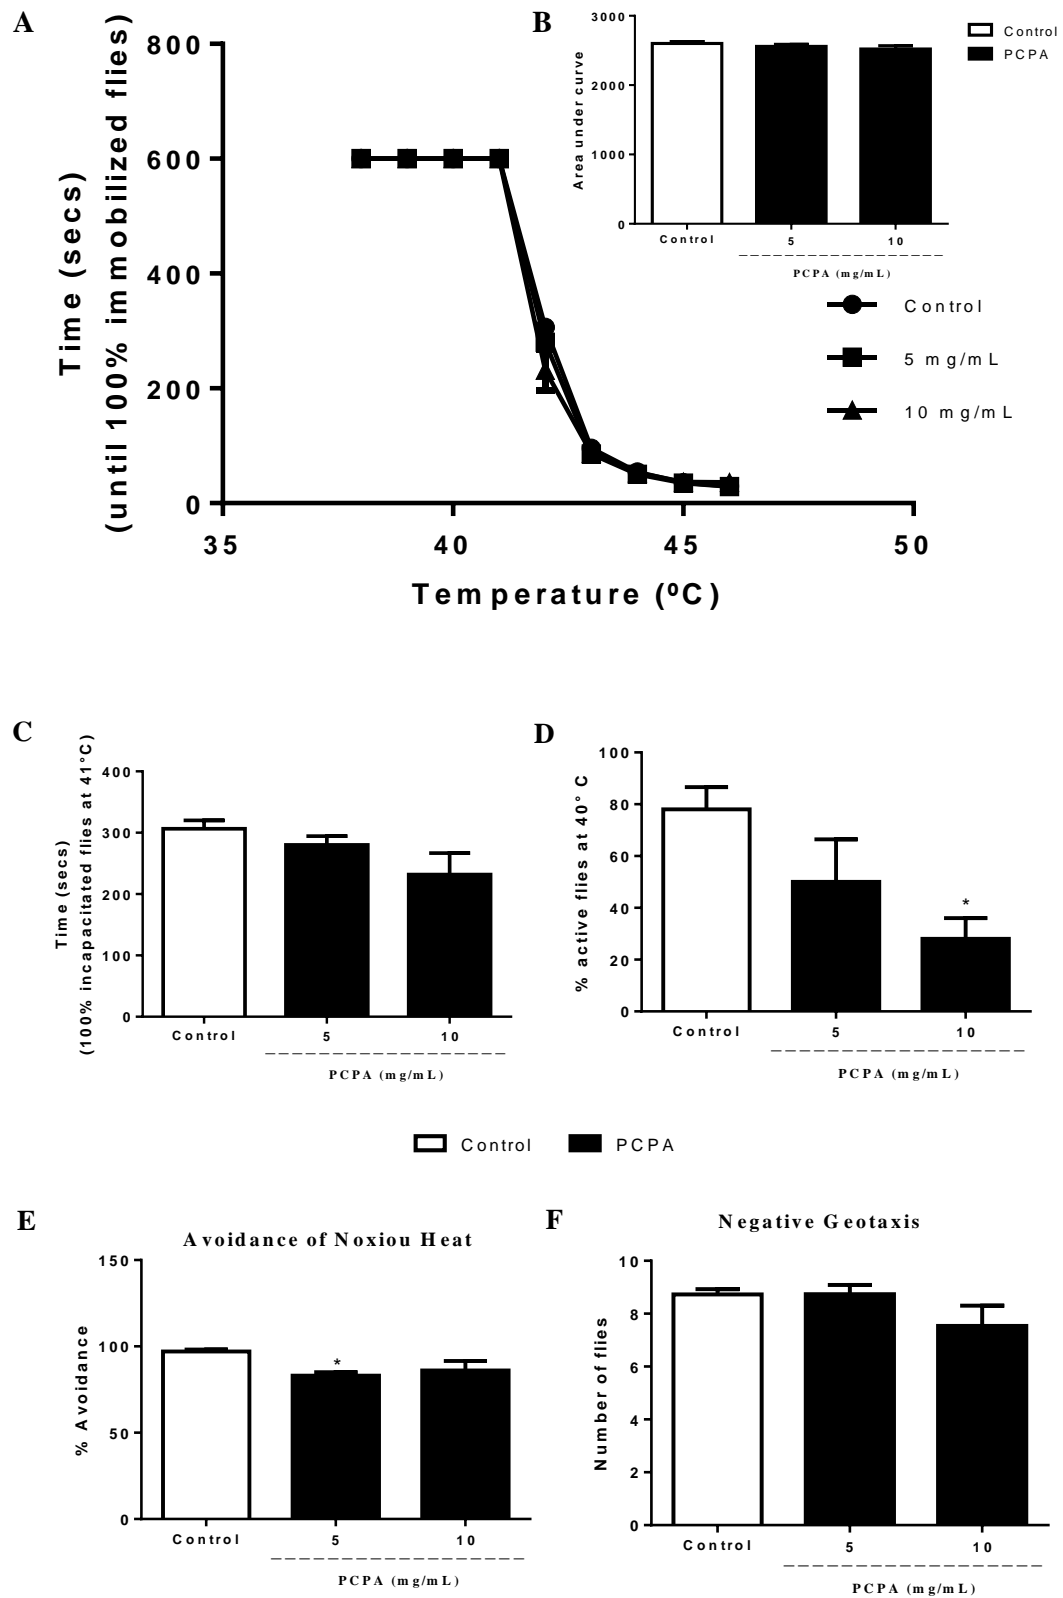 A
Time (secs)
(until 100% immobilized flies)
800
600
400
200
0
35
40
45
50
Temperature (ºC)
B
Area under curve
3000
2000
1000
0
Control
5
10
PCPA (mg/mL)
Control
PCPA
Control
5 mg/mL
10 mg/mL
C
Time (secs)
(100% incapacitated flies at 41°C)
400
300
200
100
0
Control
5
10
PCPA (mg/mL)
D
% active flies at 40° C
100
80
60
40
20
0
*
Control
5
10
PCPA (mg/mL)
Control
PCPA
E
Avoidance of Noxiou Heat
% Avoidance
150
100
50
0
*
Control
5
10
PCPA (mg/mL)
F
Negative Geotaxis
Number of flies
10
8
6
4
2
0
Control
5
10
PCPA (mg/mL)